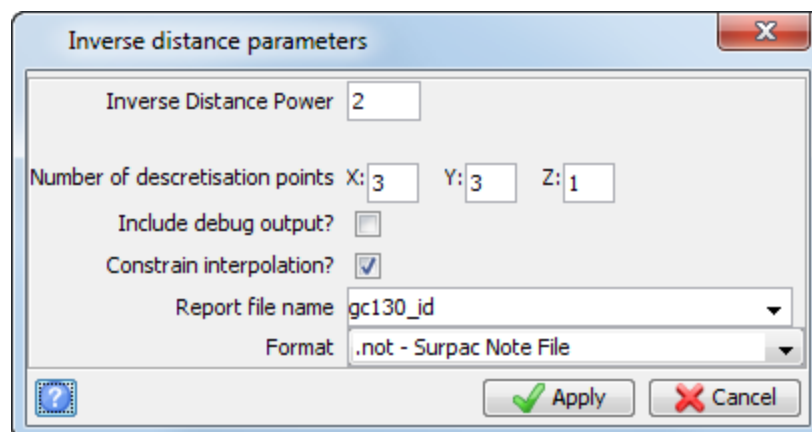 Inverse distance parameters
Inverse Distance Power 2
Number of descretisation points X: 3 Y: 3 Z: 1
Include debug output?
Constrain interpolation?
Report file name gc130_id
Format .not - Surpac Note File
? Apply Cancel